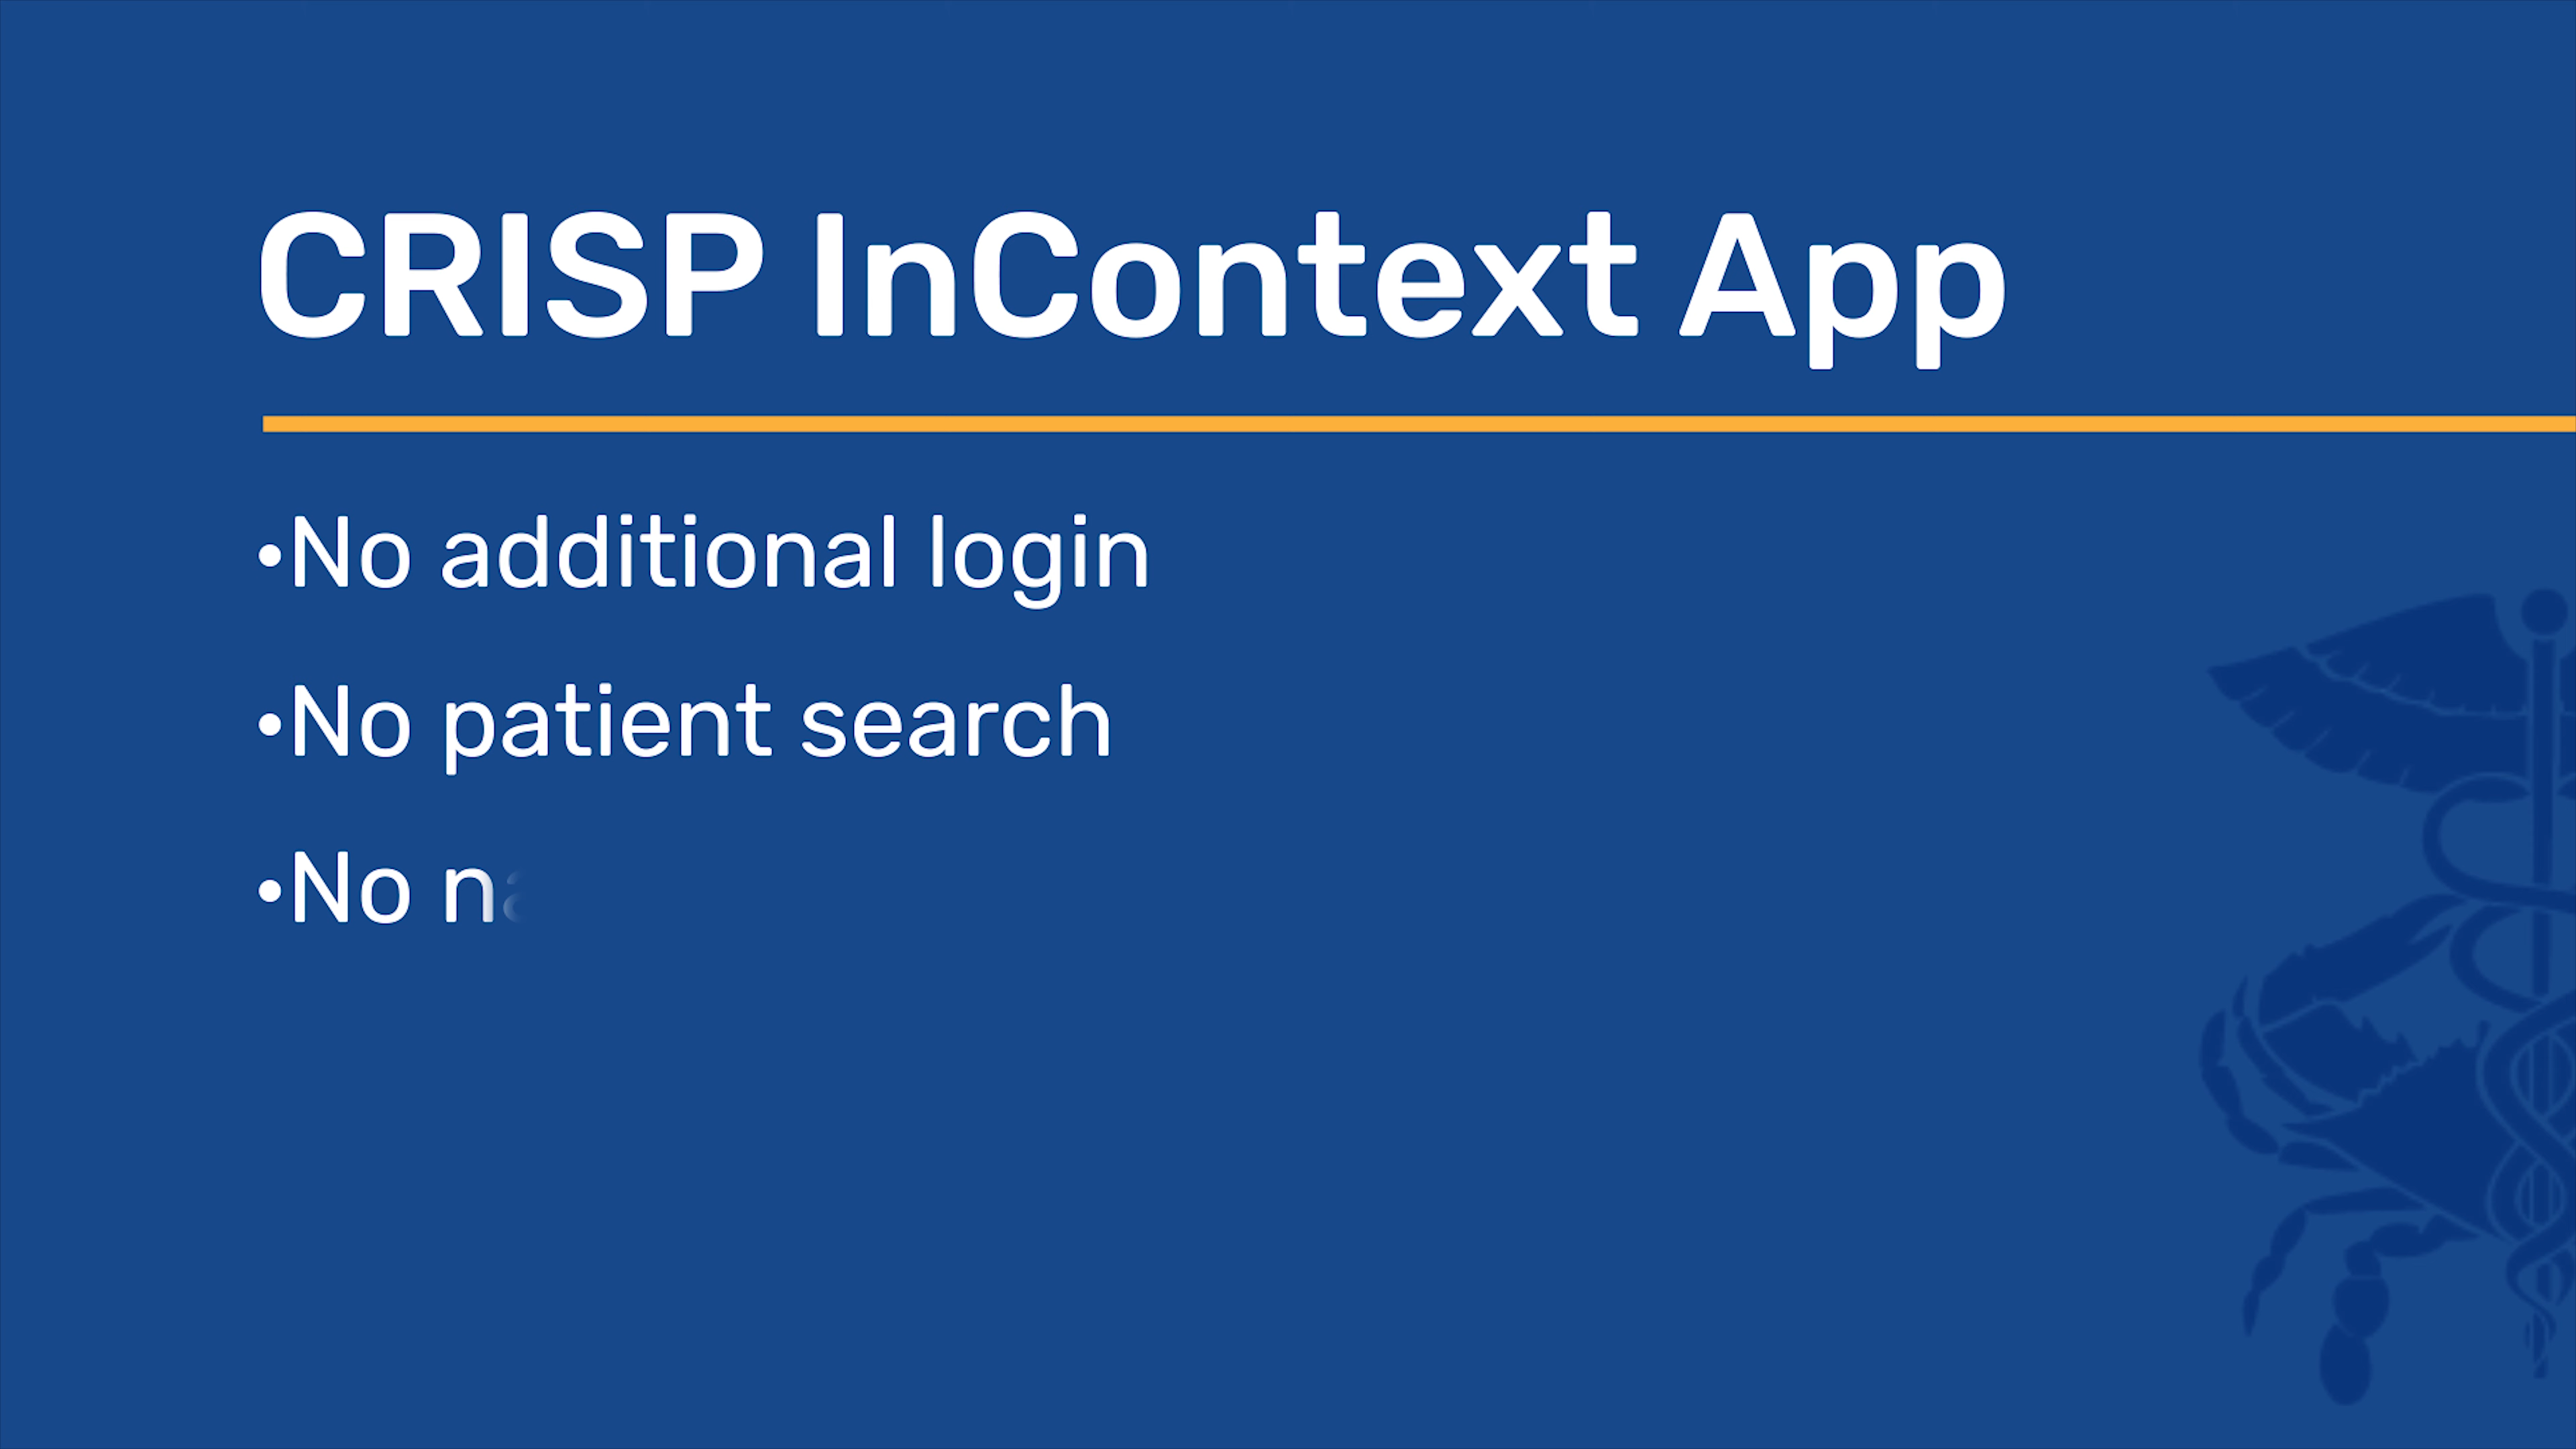 CRISP InContext App
•No additional login
•No patient search
•No